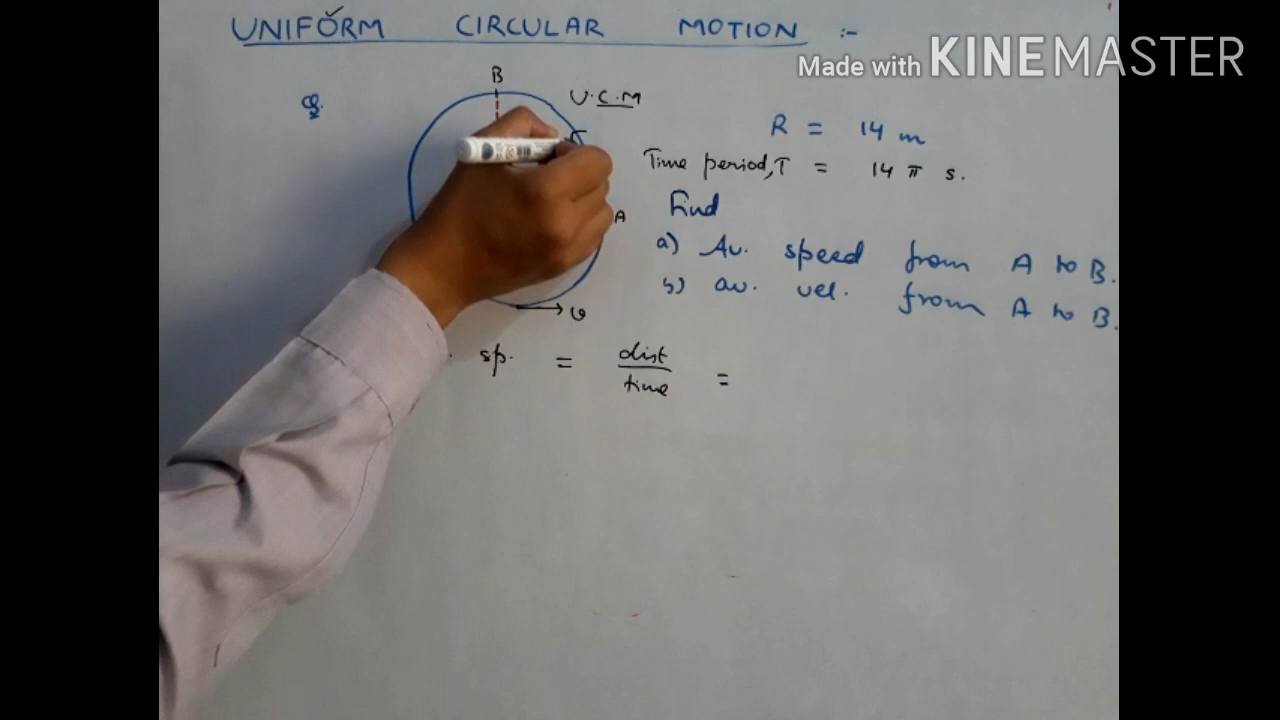 UNIFORM CIRCULAR MOTION :-
Made with KINEMASTER
Q.
B
U.C.M
R = 14 m
Time period, T = 14 π s.
Find
A
a) Av. speed from A to B.
b) av. vel. from A to B.
v
sp. = dist / time =